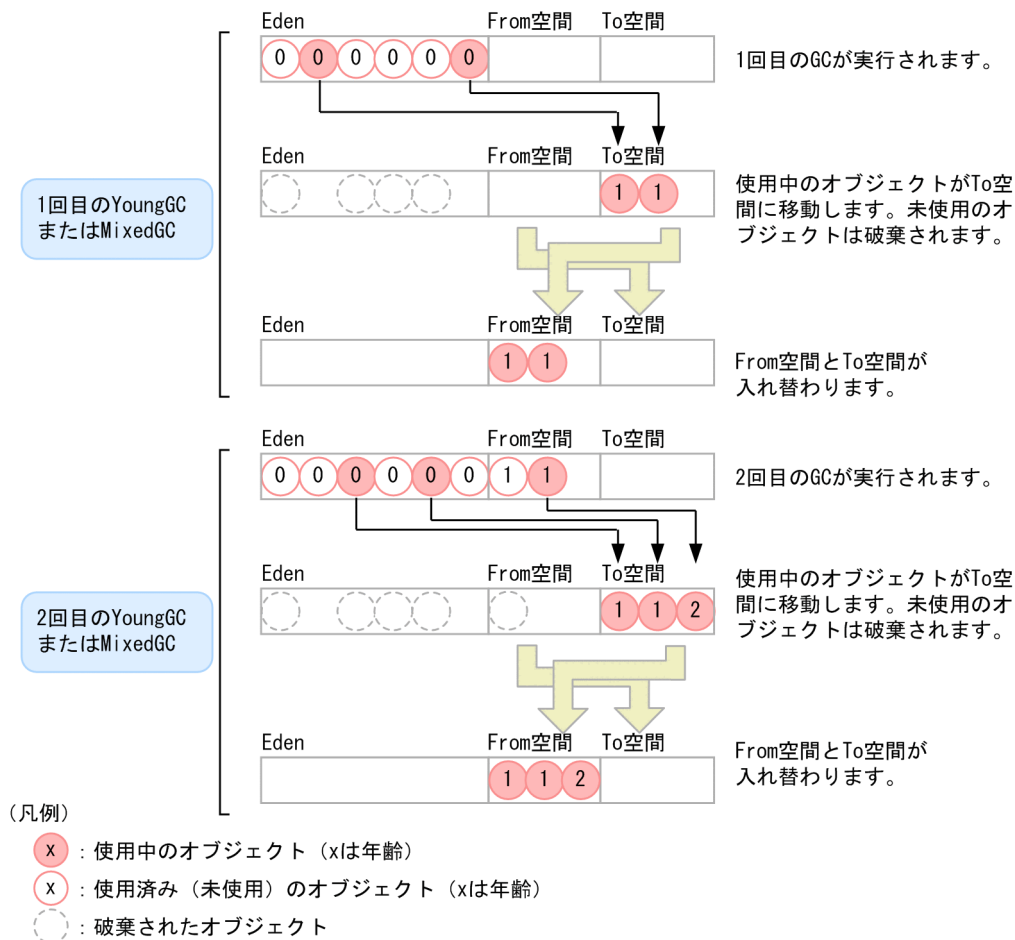 Eden From空間 To空間
0 0 0 0 0 0
1回目のGCが実行されます。
Eden From空間 To空間
1 1
使用中のオブジェクトがTo空
間に移動します。未使用のオ
ブジェクトは破棄されます。
1回目のYoungGC
またはMixedGC
Eden From空間 To空間
1 1
From空間とTo空間が
入れ替わります。
Eden From空間 To空間
0 0 0 0 0 0 1 1
2回目のGCが実行されます。
Eden From空間 To空間
1 1 2
使用中のオブジェクトがTo空
間に移動します。未使用のオ
ブジェクトは破棄されます。
2回目のYoungGC
またはMixedGC
Eden From空間 To空間
1 1 2
From空間とTo空間が
入れ替わります。
(凡例)
x : 使用中のオブジェクト(xは年齢)
x : 使用済み(未使用)のオブジェクト(xは年齢)
: 破棄されたオブジェクト